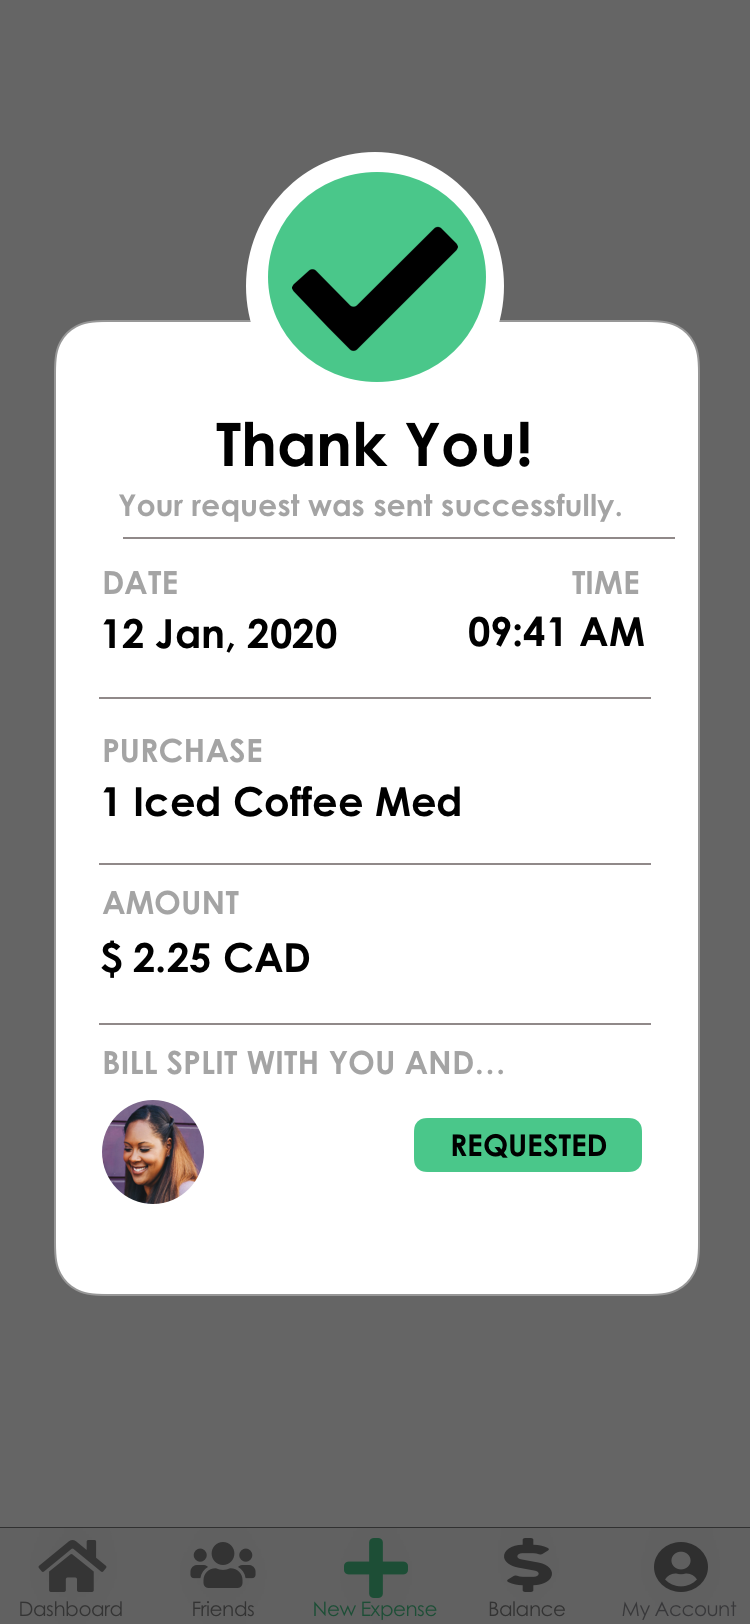 Thank You!
Your request was sent successfully.
DATE
TIME
12 Jan, 2020
09:41 AM
PURCHASE
1 Iced Coffee Med
AMOUNT
$ 2.25 CAD
BILL SPLIT WITH YOU AND...
REQUESTED
Dashboard
Friends
New Expense
Balance
My Account